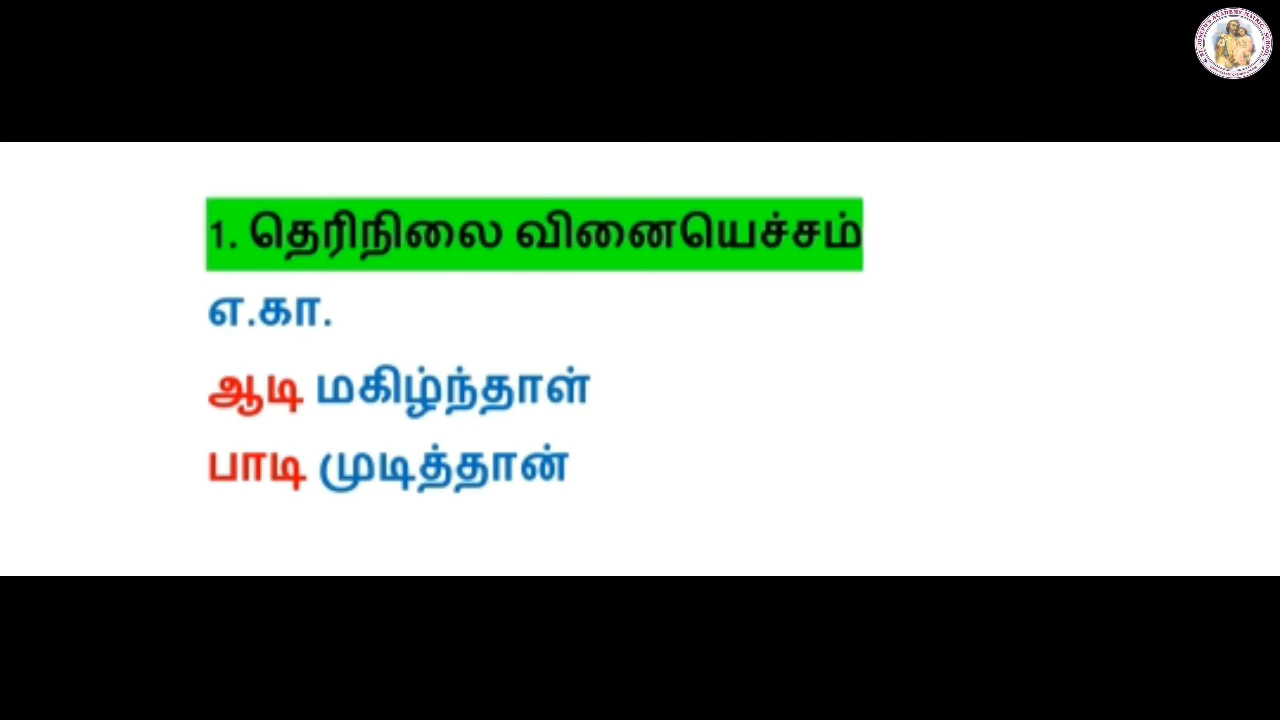 1. தெரிநிலை வினையெச்சம்
எ.கா.
ஆடி மகிழ்ந்தாள்
பாடி முடித்தான்